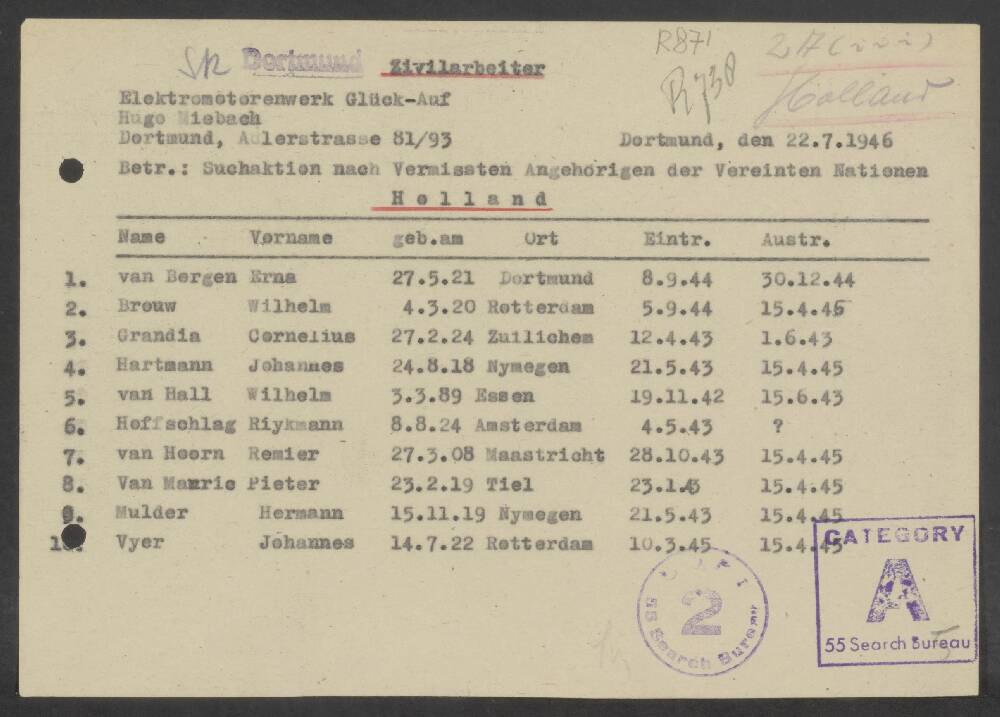 SR Dortmund Zivilarbeiter R871 2A (iii)
R738 Holland
Elektromotorenwerk Glück-Auf
Hugo Miebach
Dortmund, Adlerstrasse 81/93 Dortmund, den 22.7.1946
Betr.: Suchaktion nach Vermissten Angehörigen der Vereinten Nationen
Holland
Name Vorname geb.am Ort Eintr. Austr.
1. van Bergen Erna 27.5.21 Dortmund 8.9.44 30.12.44
2. Brouw Wilhelm 4.3.20 Rotterdam 5.9.44 15.4.45
3. Grandia Cornelius 27.2.24 Zuilichem 12.4.43 1.6.43
4. Hartmann Johannes 24.8.18 Nymegen 21.5.43 15.4.45
5. van Hall Wilhelm 3.3.89 Essen 19.11.42 15.6.43
6. Hoffschlag Riykmann 8.8.24 Amsterdam 4.5.43 ?
7. van Hoorn Remier 27.3.08 Maastricht 28.10.43 15.4.45
8. Van Mauric Pieter 23.2.19 Tiel 23.1.43 15.4.45
9. Mulder Hermann 15.11.19 Nymegen 21.5.43 15.4.45
10. Vyer Johannes 14.7.22 Rotterdam 10.3.45 15.4.45
CATEGORY
A
55 Search Bureau
2
55 Search Bureau